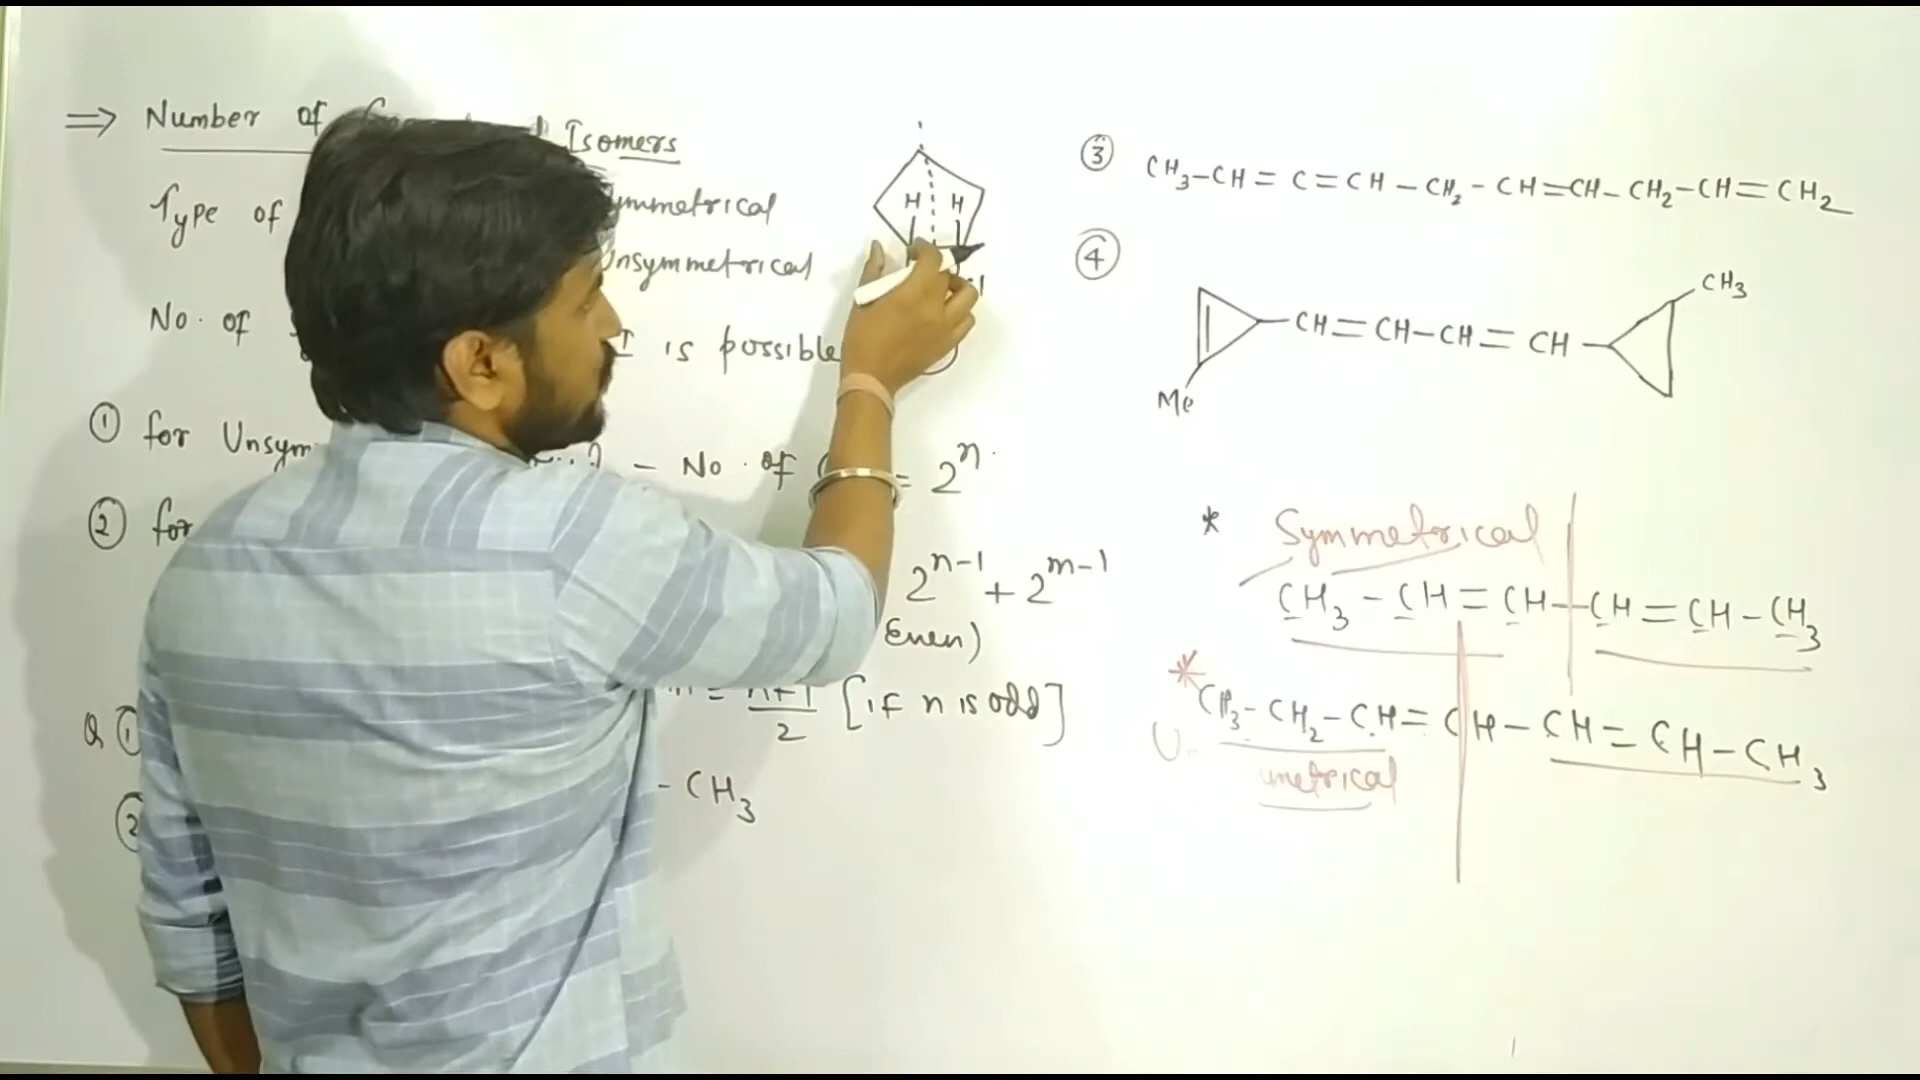 ⇒ Number of Isomers
Type of ymmetrical
Unsymmetrical
No. of I is possible
① for Unsym - No. of = 2ⁿ
② for
2ⁿ⁻¹ + 2ᵐ⁻¹
Even)
m = n+1/2 [if n is odd]
Q ①
② - CH₃
H H
③ CH₃-CH=C=CH-CH₂-CH=CH-CH₂-CH=CH₂
④
CH₃
CH=CH-CH=CH
Me
* Symmetrical
CH₃-CH=CH-CH=CH-CH₃
* CH₃-CH₂-CH=CH-CH=CH-CH₃
U metrical